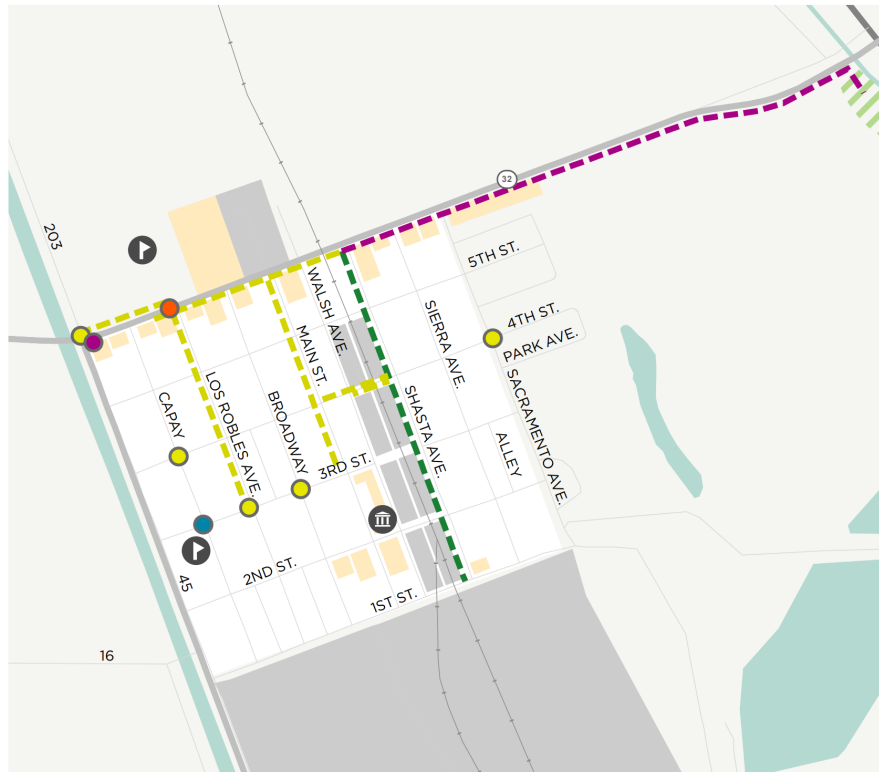 32
203
5TH ST.
WALSH AVE.
4TH ST.
SIERRA AVE.
PARK AVE.
MAIN ST.
LOS ROBLES AVE.
CAPAY
BROADWAY
SHASTA AVE.
SACRAMENTO AVE.
ALLEY
3RD ST.
2ND ST.
45
1ST ST.
16